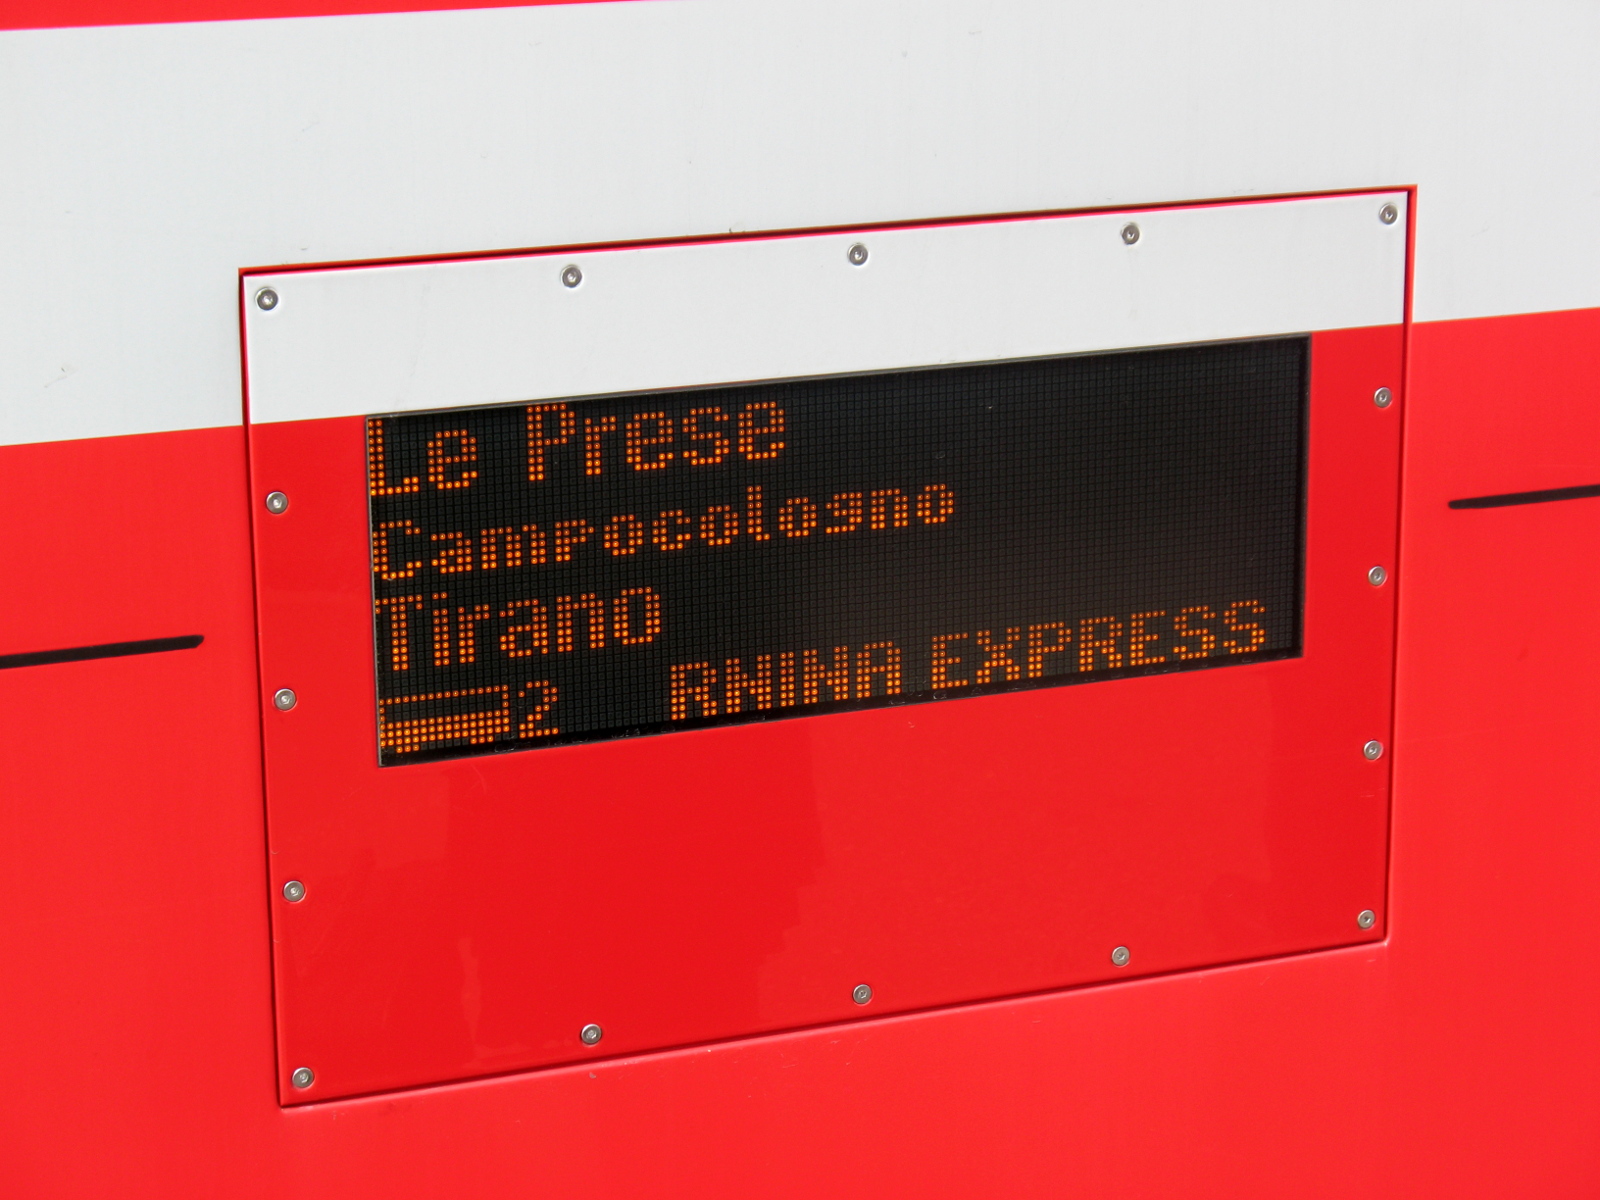 Le Prese
Campocologno
Tirano
2 RNINA EXPRESS